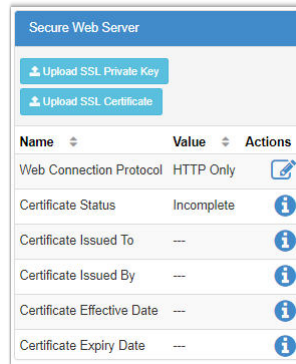 Secure Web Server
Upload SSL Private Key
Upload SSL Certificate
Name Value Actions
Web Connection Protocol HTTP Only
Certificate Status Incomplete
Certificate Issued To ---
Certificate Issued By ---
Certificate Effective Date ---
Certificate Expiry Date ---